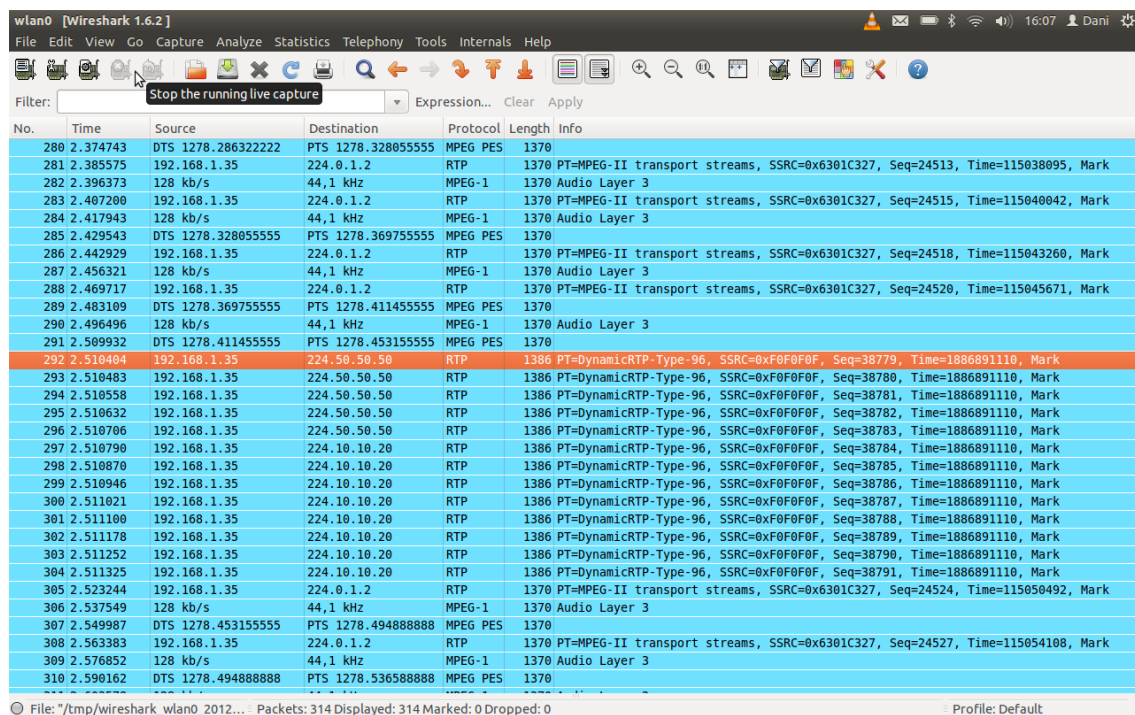 wlan0 [Wireshark 1.6.2 ] 16:07 Dani
File Edit View Go Capture Analyze Statistics Telephony Tools Internals Help
Stop the running live capture
Filter: Expression... Clear Apply
No. Time Source Destination Protocol Length Info
280 2.374743 DTS 1278.286322222 PTS 1278.328055555 MPEG PES 1370
281 2.385575 192.168.1.35 224.0.1.2 RTP 1370 PT=MPEG-II transport streams, SSRC=0x6301C327, Seq=24513, Time=115038095, Mark
282 2.396373 128 kb/s 44,1 kHz MPEG-1 1370 Audio Layer 3
283 2.407200 192.168.1.35 224.0.1.2 RTP 1370 PT=MPEG-II transport streams, SSRC=0x6301C327, Seq=24515, Time=115040042, Mark
284 2.417943 128 kb/s 44,1 kHz MPEG-1 1370 Audio Layer 3
285 2.429543 DTS 1278.328055555 PTS 1278.369755555 MPEG PES 1370
286 2.442929 192.168.1.35 224.0.1.2 RTP 1370 PT=MPEG-II transport streams, SSRC=0x6301C327, Seq=24518, Time=115043260, Mark
287 2.456321 128 kb/s 44,1 kHz MPEG-1 1370 Audio Layer 3
288 2.469717 192.168.1.35 224.0.1.2 RTP 1370 PT=MPEG-II transport streams, SSRC=0x6301C327, Seq=24520, Time=115045671, Mark
289 2.483109 DTS 1278.369755555 PTS 1278.411455555 MPEG PES 1370
290 2.496496 128 kb/s 44,1 kHz MPEG-1 1370 Audio Layer 3
291 2.509932 DTS 1278.411455555 PTS 1278.453155555 MPEG PES 1370
292 2.510404 192.168.1.35 224.50.50.50 RTP 1386 PT=DynamicRTP-Type-96, SSRC=0xF0F0F0F, Seq=38779, Time=1886891110, Mark
293 2.510483 192.168.1.35 224.50.50.50 RTP 1386 PT=DynamicRTP-Type-96, SSRC=0xF0F0F0F, Seq=38780, Time=1886891110, Mark
294 2.510558 192.168.1.35 224.50.50.50 RTP 1386 PT=DynamicRTP-Type-96, SSRC=0xF0F0F0F, Seq=38781, Time=1886891110, Mark
295 2.510632 192.168.1.35 224.50.50.50 RTP 1386 PT=DynamicRTP-Type-96, SSRC=0xF0F0F0F, Seq=38782, Time=1886891110, Mark
296 2.510706 192.168.1.35 224.50.50.50 RTP 1386 PT=DynamicRTP-Type-96, SSRC=0xF0F0F0F, Seq=38783, Time=1886891110, Mark
297 2.510790 192.168.1.35 224.10.10.20 RTP 1386 PT=DynamicRTP-Type-96, SSRC=0xF0F0F0F, Seq=38784, Time=1886891110, Mark
298 2.510870 192.168.1.35 224.10.10.20 RTP 1386 PT=DynamicRTP-Type-96, SSRC=0xF0F0F0F, Seq=38785, Time=1886891110, Mark
299 2.510946 192.168.1.35 224.10.10.20 RTP 1386 PT=DynamicRTP-Type-96, SSRC=0xF0F0F0F, Seq=38786, Time=1886891110, Mark
300 2.511021 192.168.1.35 224.10.10.20 RTP 1386 PT=DynamicRTP-Type-96, SSRC=0xF0F0F0F, Seq=38787, Time=1886891110, Mark
301 2.511100 192.168.1.35 224.10.10.20 RTP 1386 PT=DynamicRTP-Type-96, SSRC=0xF0F0F0F, Seq=38788, Time=1886891110, Mark
302 2.511178 192.168.1.35 224.10.10.20 RTP 1386 PT=DynamicRTP-Type-96, SSRC=0xF0F0F0F, Seq=38789, Time=1886891110, Mark
303 2.511252 192.168.1.35 224.10.10.20 RTP 1386 PT=DynamicRTP-Type-96, SSRC=0xF0F0F0F, Seq=38790, Time=1886891110, Mark
304 2.511325 192.168.1.35 224.10.10.20 RTP 1386 PT=DynamicRTP-Type-96, SSRC=0xF0F0F0F, Seq=38791, Time=1886891110, Mark
305 2.523244 192.168.1.35 224.0.1.2 RTP 1370 PT=MPEG-II transport streams, SSRC=0x6301C327, Seq=24524, Time=115050492, Mark
306 2.537549 128 kb/s 44,1 kHz MPEG-1 1370 Audio Layer 3
307 2.549987 DTS 1278.453155555 PTS 1278.494888888 MPEG PES 1370
308 2.563383 192.168.1.35 224.0.1.2 RTP 1370 PT=MPEG-II transport streams, SSRC=0x6301C327, Seq=24527, Time=115054108, Mark
309 2.576852 128 kb/s 44,1 kHz MPEG-1 1370 Audio Layer 3
310 2.590162 DTS 1278.494888888 PTS 1278.536588888 MPEG PES 1370
File: "/tmp/wireshark_wlan0_2012... Packets: 314 Displayed: 314 Marked: 0 Dropped: 0 Profile: Default